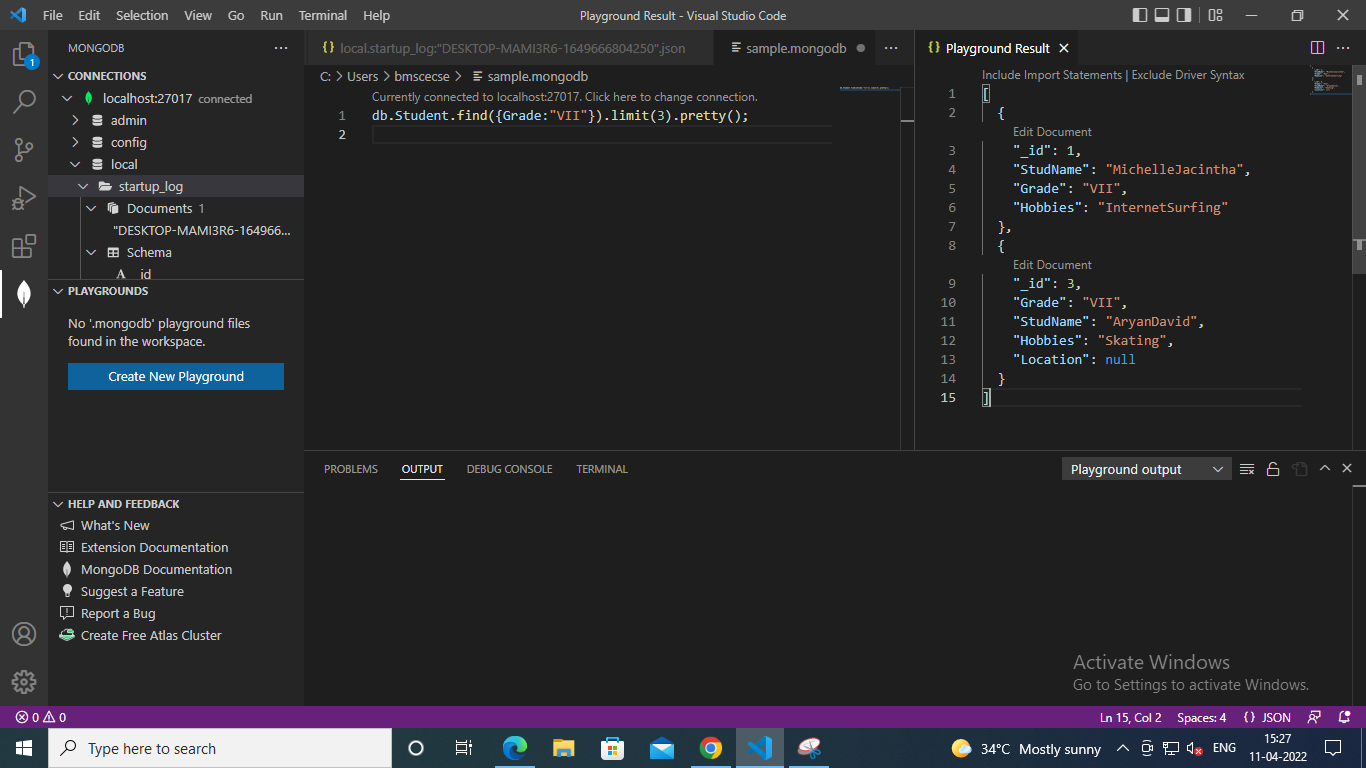 File Edit Selection View Go Run Terminal Help
Playground Result - Visual Studio Code
1
MONGODB
CONNECTIONS
localhost:27017 connected
admin
config
local
startup_log
Documents 1
"DESKTOP-MAMI3R6-164966...
Schema
A id
PLAYGROUNDS
No '.mongodb' playground files
found in the workspace.
Create New Playground
HELP AND FEEDBACK
What's New
Extension Documentation
MongoDB Documentation
Suggest a Feature
Report a Bug
Create Free Atlas Cluster
{} local.startup_log:"DESKTOP-MAMI3R6-1649666804250".json
sample.mongodb
C: > Users > bmscecse > sample.mongodb
Currently connected to localhost:27017. Click here to change connection.
1 db.Student.find({Grade:"VII"}).limit(3).pretty();
2
{} Playground Result
Include Import Statements | Exclude Driver Syntax
1 [
2 {
Edit Document
3 "_id": 1,
4 "StudName": "MichelleJacintha",
5 "Grade": "VII",
6 "Hobbies": "InternetSurfing"
7 },
8 {
Edit Document
9 "_id": 3,
10 "Grade": "VII",
11 "StudName": "AryanDavid",
12 "Hobbies": "Skating",
13 "Location": null
14 }
15 ]
PROBLEMS OUTPUT DEBUG CONSOLE TERMINAL
Playground output
Activate Windows
Go to Settings to activate Windows.
0 0
Ln 15, Col 2 Spaces: 4 {} JSON
Type here to search
34°C Mostly sunny
ENG
15:27
11-04-2022